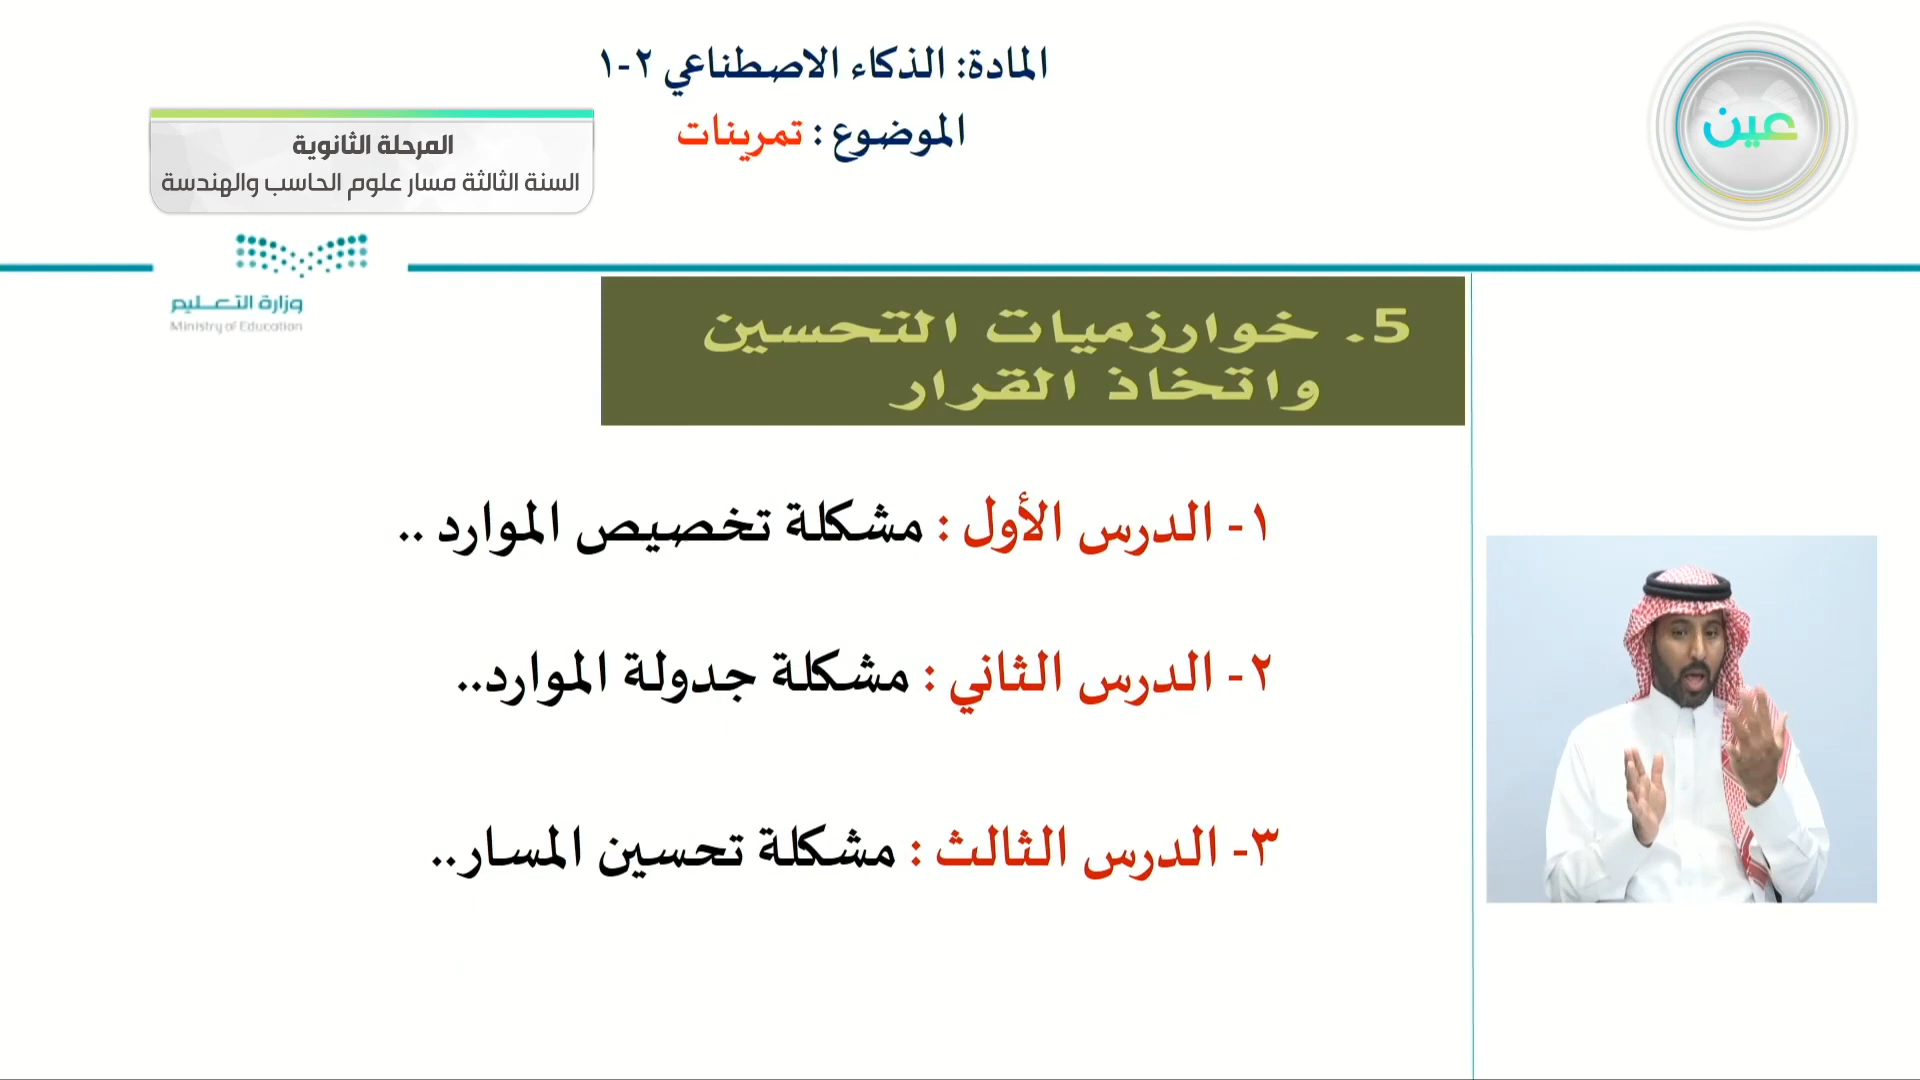 المادة: الذكاء الاصطناعي ٢-١
الموضوع : تمرينات
عين
المرحلة الثانوية
السنة الثالثة مسار علوم الحاسب والهندسة
وزارة التعـــليم
Ministry of Education
5. خوارزميات التحسين
واتخاذ القرار
١- الدرس الأول : مشكلة تخصيص الموارد ..
٢- الدرس الثاني : مشكلة جدولة الموارد..
٣- الدرس الثالث : مشكلة تحسين المسار..